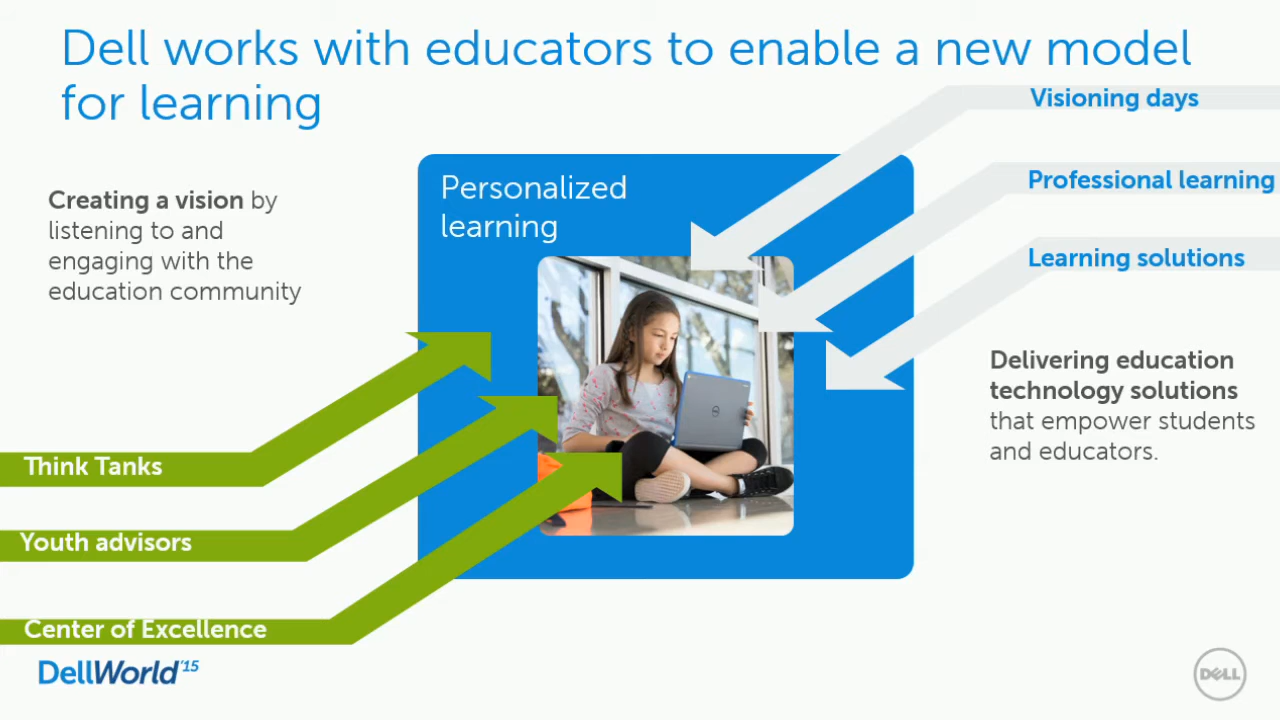 Dell works with educators to enable a new model
for learning
Visioning days
Professional learning
Learning solutions
Personalized
learning
Creating a vision by
listening to and
engaging with the
education community
Delivering education
technology solutions
that empower students
and educators.
Think Tanks
Youth advisors
Center of Excellence
DellWorld'15
DELL